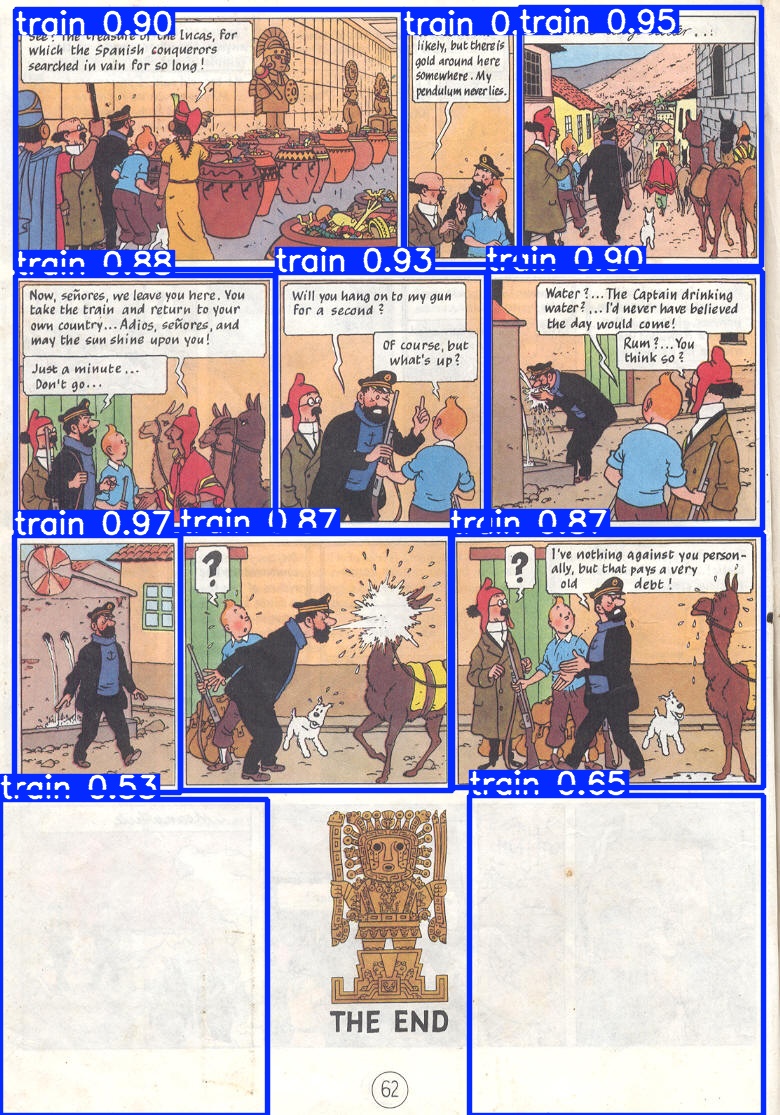 train 0.90
train 0.
train 0.95
See! The treasure of the Incas, for
which the Spanish conquerors
searched in vain for so long!
likely, but there is
gold around here
somewhere. My
pendulum never lies.
train 0.88
train 0.93
train 0.90
Now, señores, we leave you here. You
take the train and return to your
own country... Adios, señores, and
may the sun shine upon you!
Just a minute...
Don't go...
Will you hang on to my gun
for a second?
Of course, but
what's up?
Water?... The Captain drinking
water?... I'd never have believed
the day would come!
Rum?... You
think so?
train 0.97
train 0.87
train 0.87
?
?
I've nothing against you person-
ally, but that pays a very
old debt!
train 0.53
train 0.65
THE END
62